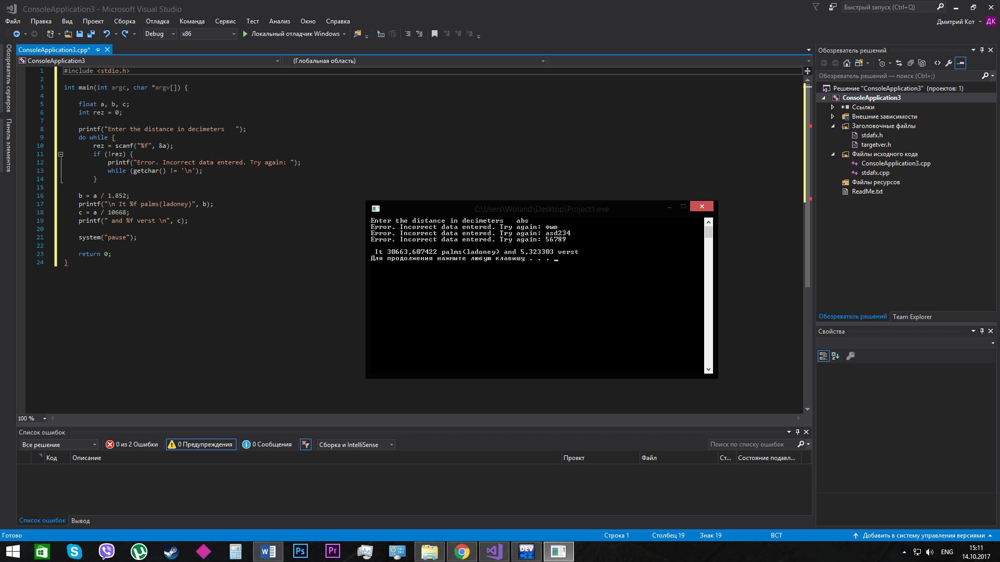 ConsoleApplication3 - Microsoft Visual Studio
Быстрый запуск (Ctrl+Q)
Файл Правка Вид Проект Сборка Отладка Команда Сервис Тест Анализ Окно Справка
Дмитрий Кот ДК
Debug x86 Локальный отладчик Windows
Обозреватель серверов
Панель элементов
ConsoleApplication3.cpp*
ConsoleApplication3 (Глобальная область)
1 #include <stdio.h>
2
3 int main(int argc, char *argv[]) {
4
5 float a, b, c;
6 int rez = 0;
7
8 printf("Enter the distance in decimeters   ");
9 do while {
10 rez = scanf("%f", &a);
11 if (!rez) {
12 printf("Error. Incorrect data entered. Try again: ");
13 while (getchar() != '\n');
14 }
15
16 b = a / 1.852;
17 printf("\n It %f palms(ladoney)", b);
18 c = a / 10668;
19 printf(" and %f verst \n", c);
20
21 system("pause");
22
23 return 0;
24 }
C:\Users\Woland\Desktop\Project1.exe
Enter the distance in decimeters   abs
Error. Incorrect data entered. Try again: фыв
Error. Incorrect data entered. Try again: asd234
Error. Incorrect data entered. Try again: 56789
It 30663,607422 palms(ladoney) and 5,323303 verst
Для продолжения нажмите любую клавишу . . . _
Обозреватель решений
Обозреватель решений — поиск (Ctrl+;)
Решение "ConsoleApplication3" (проектов: 1)
ConsoleApplication3
Ссылки
Внешние зависимости
Заголовочные файлы
stdafx.h
targetver.h
Файлы исходного кода
ConsoleApplication3.cpp
stdafx.cpp
Файлы ресурсов
ReadMe.txt
Обозреватель решений Team Explorer
Свойства
100 %
Список ошибок
Все решение 0 из 2 Ошибки 0 Предупреждения 0 Сообщения Сборка и IntelliSense Поиск по списку ошибок
Код Описание Проект Файл Ст... Состояние подавл...
Список ошибок Вывод
Готово Строка 1 Столбец 19 Знак 19 ВСТ Добавить в систему управления версиями
W Ps Pr DEV C++
ENG 15:11
14.10.2017